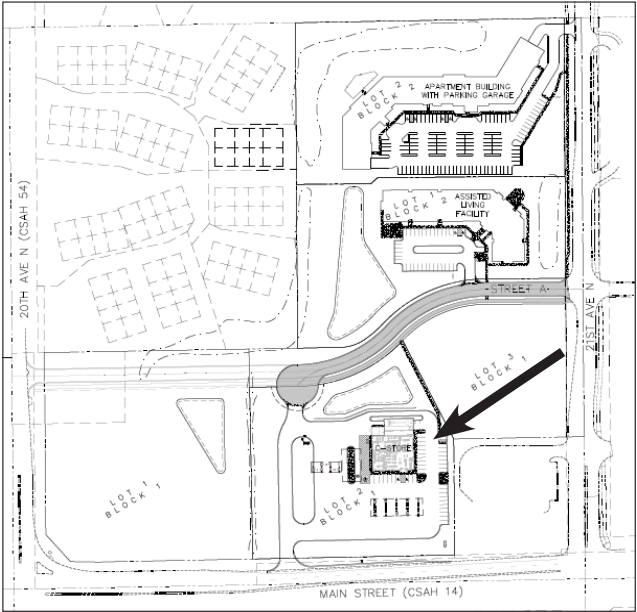 LOT 2
BLOCK 2
APARTMENT BUILDING
WITH PARKING GARAGE
LOT 1
BLOCK 2
ASSISTED
LIVING
FACILITY
20TH AVE N (CSAH 54)
STREET A
21ST AVE N
LOT 3
BLOCK 1
C-STORE
LOT 1
BLOCK 1
LOT 2
BLOCK 1
MAIN STREET (CSAH 14)